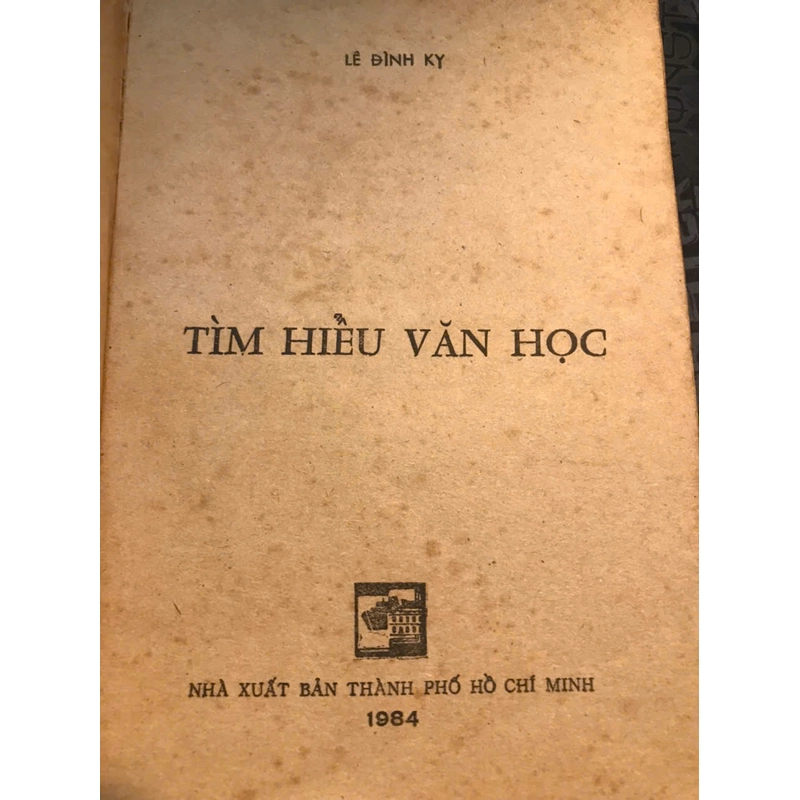 LÊ ĐÌNH KỴ
TÌM HIỂU VĂN HỌC
NHÀ XUẤT BẢN THÀNH PHỐ HỒ CHÍ MINH
1984